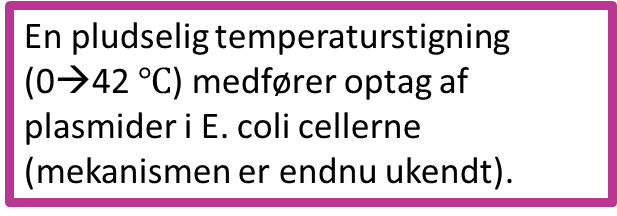 En pludselig temperaturstigning
(0→42 °C) medfører optag af
plasmider i E. coli cellerne
(mekanismen er endnu ukendt).